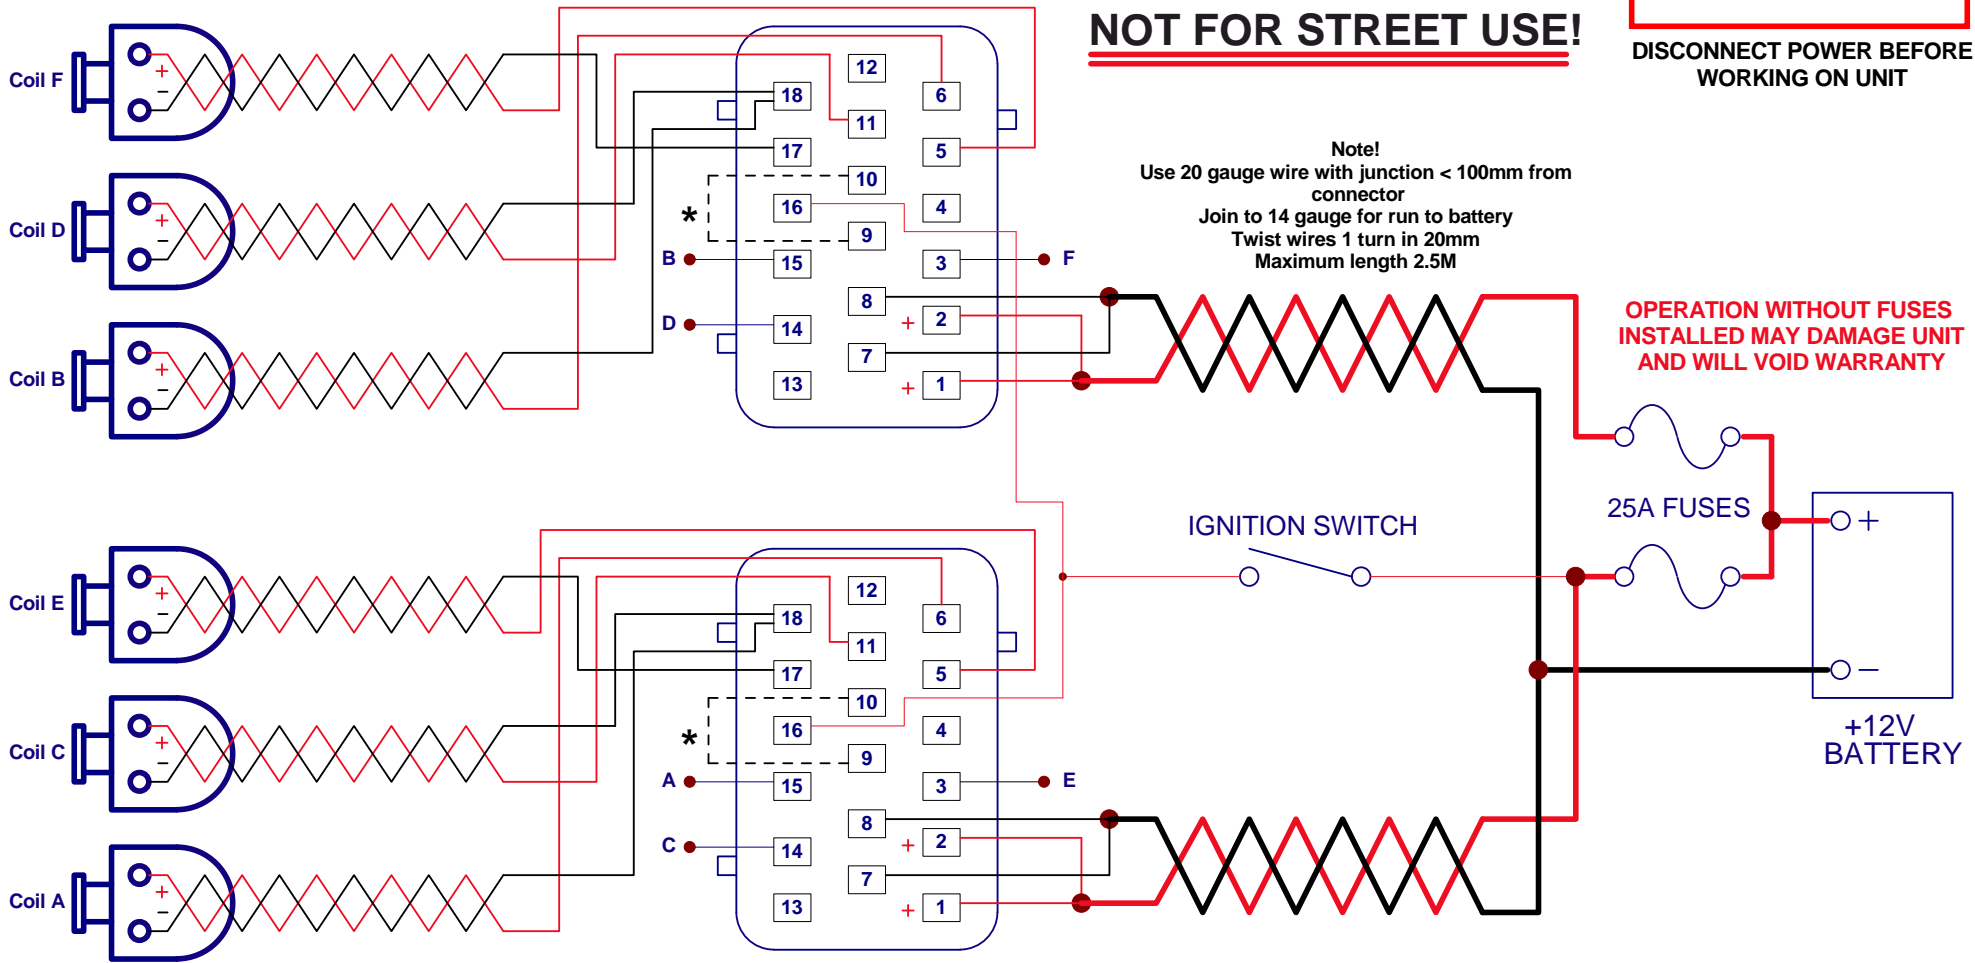 NOT FOR STREET USE!
DISCONNECT POWER BEFORE
WORKING ON UNIT
Coil F
+
−
12
18
6
11
17
5
Note!
Use 20 gauge wire with junction < 100mm from
connector
Join to 14 gauge for run to battery
Twist wires 1 turn in 20mm
Maximum length 2.5M
Coil D
+
−
10
*
16
4
9
B
15
3
F
8
D
14
+
2
7
13
+
1
Coil B
+
−
OPERATION WITHOUT FUSES
INSTALLED MAY DAMAGE UNIT
AND WILL VOID WARRANTY
25A FUSES
IGNITION SWITCH
+
−
+12V
BATTERY
Coil E
+
−
12
18
6
11
17
5
Coil C
+
−
10
*
16
4
9
A
15
3
E
8
C
14
+
2
7
13
+
1
Coil A
+
−